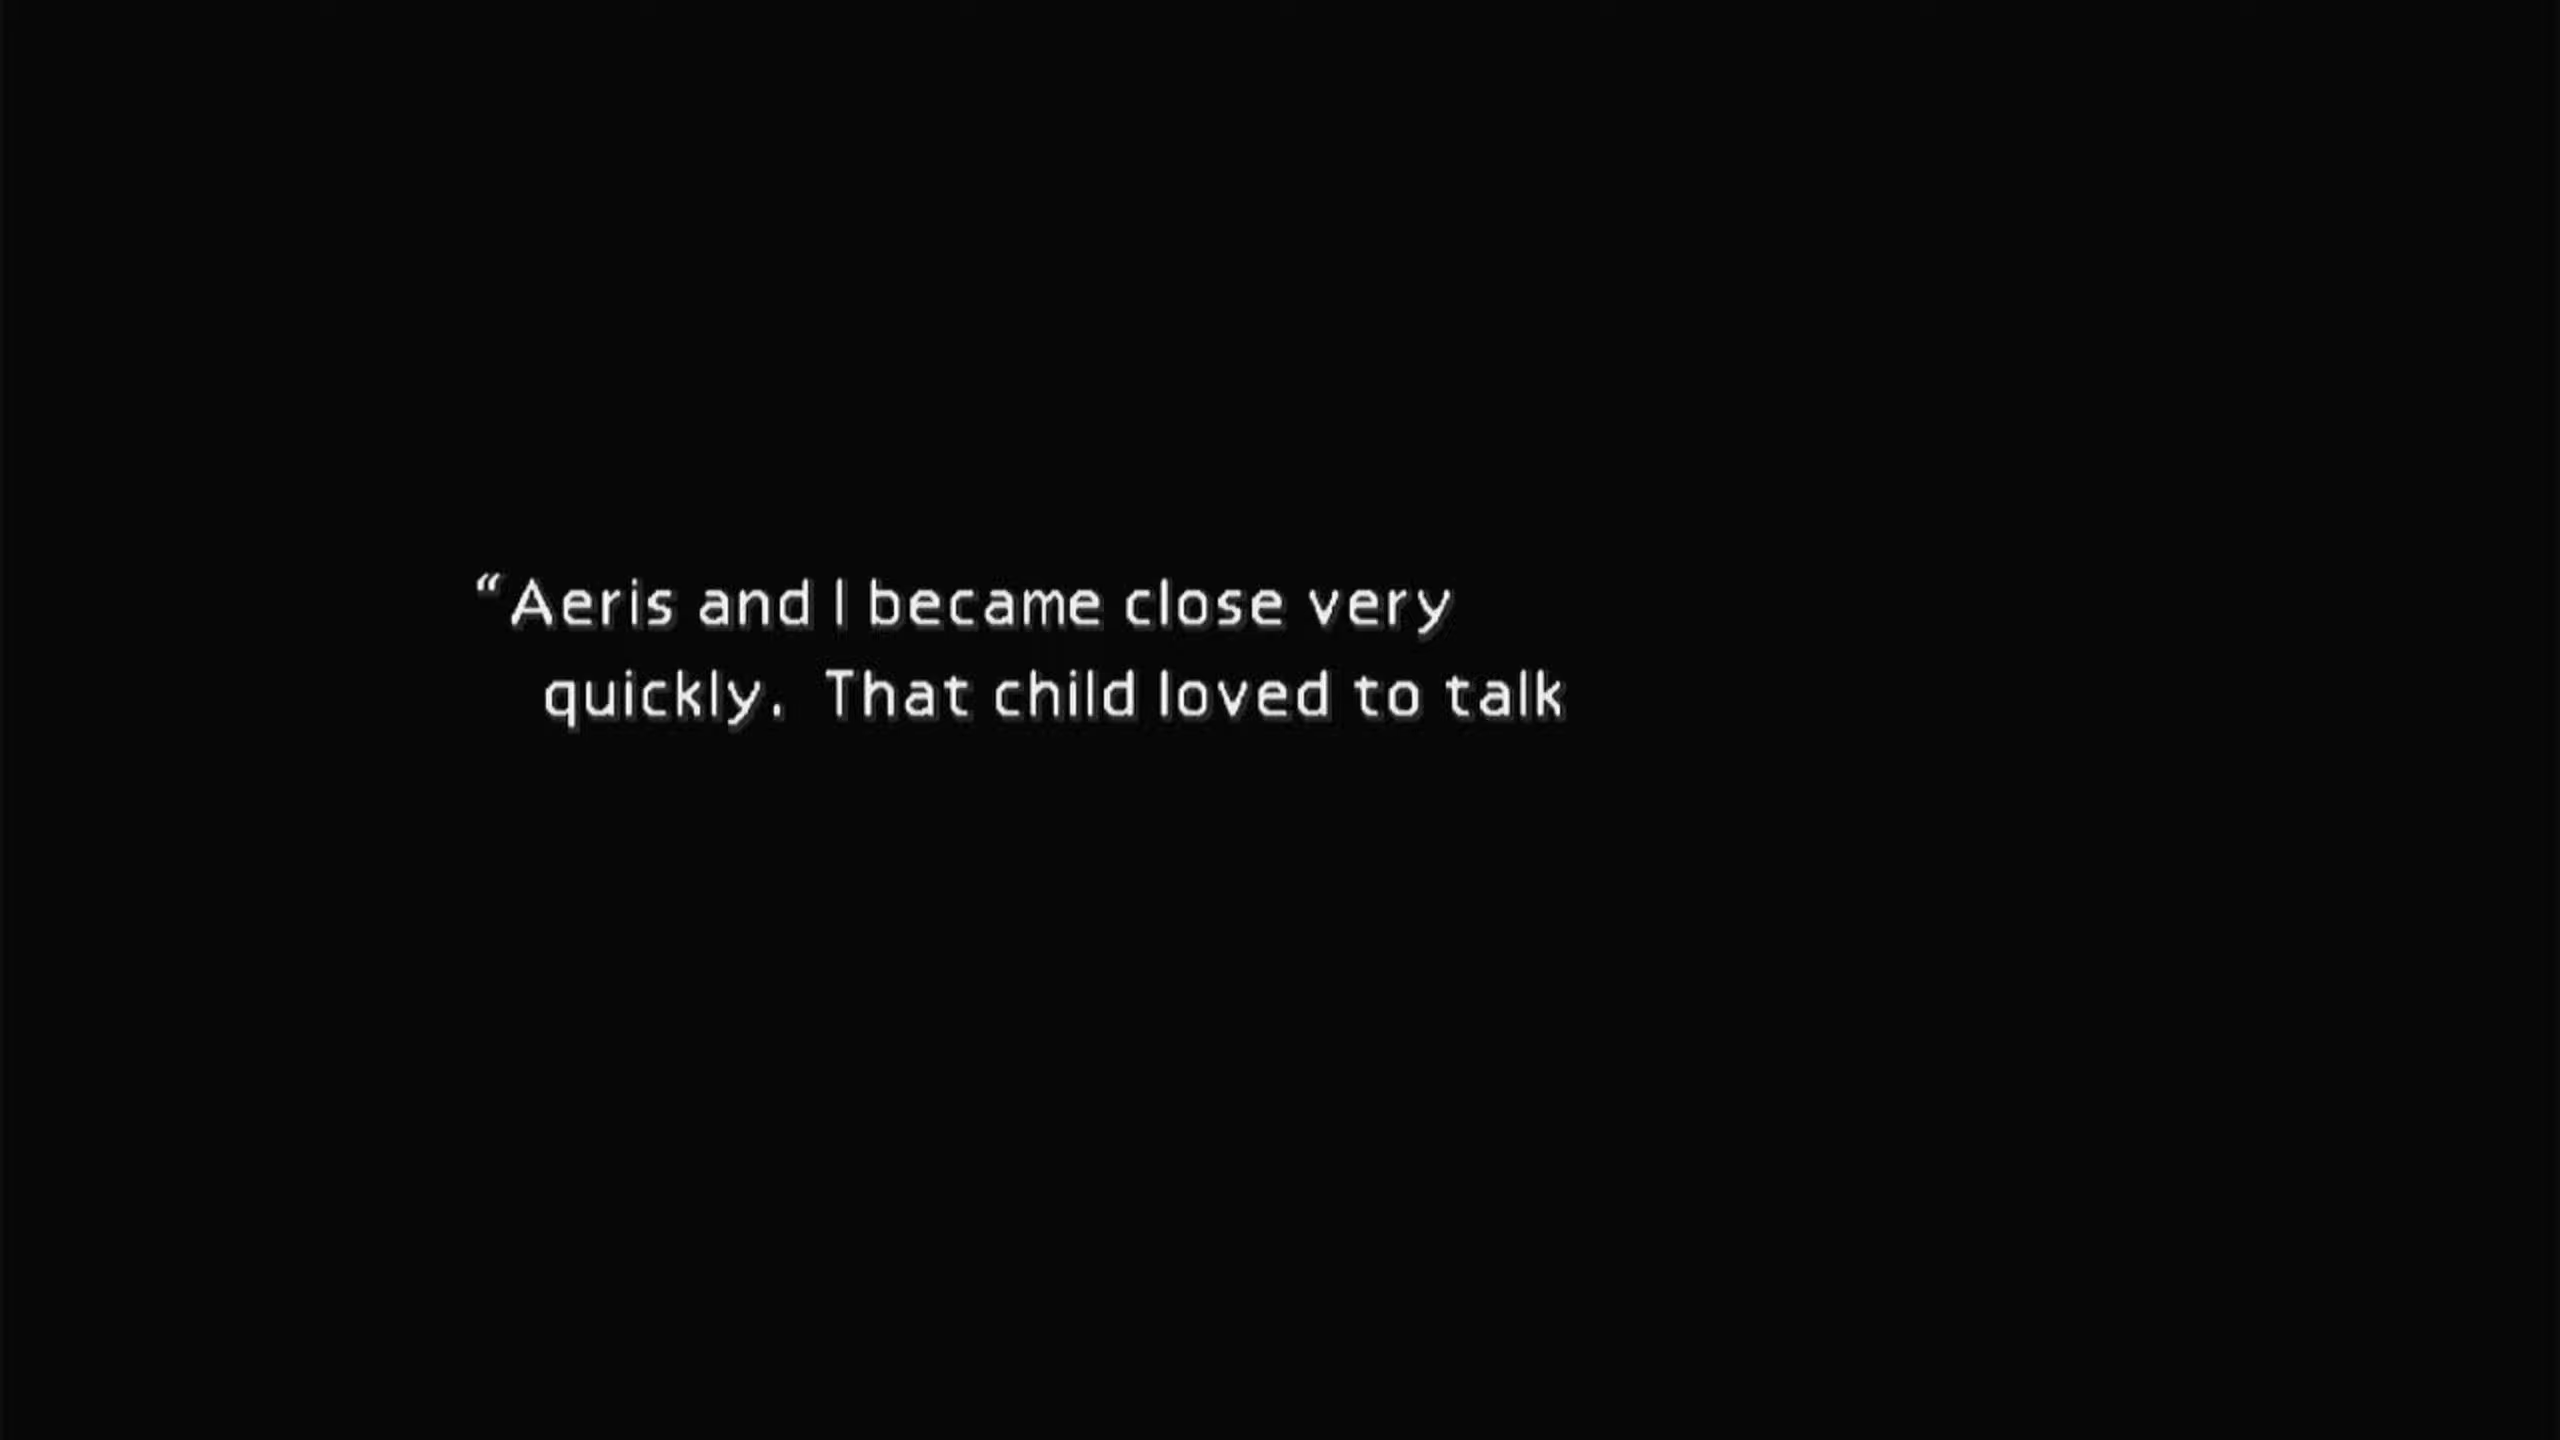 “Aeris and I became close very
quickly.  That child loved to talk